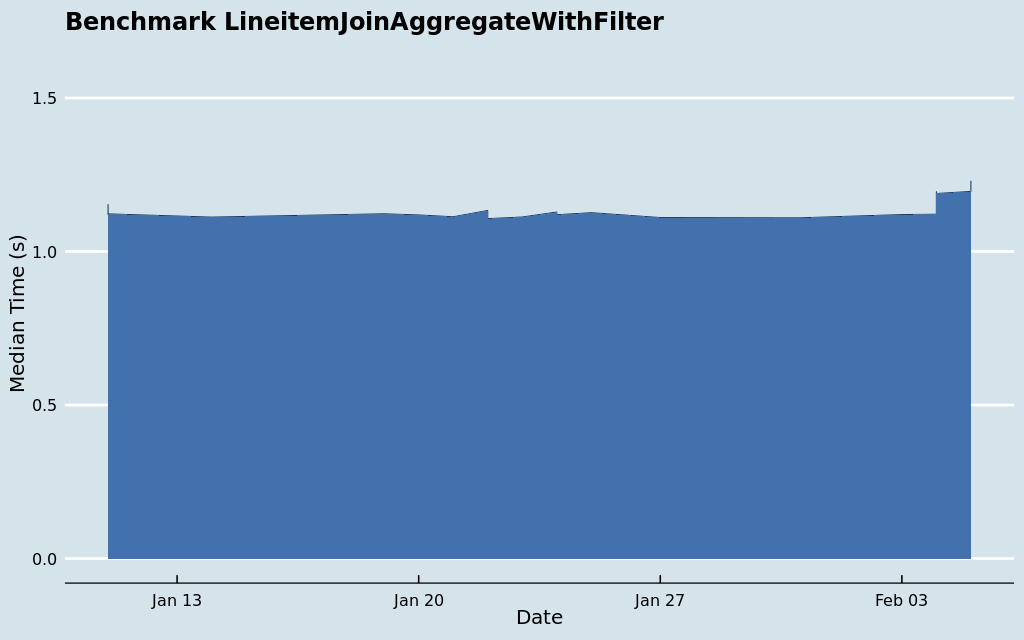 Benchmark LineitemJoinAggregateWithFilter
Median Time (s)
1.5
1.0
0.5
0.0
Jan 13 Jan 20 Jan 27 Feb 03
Date